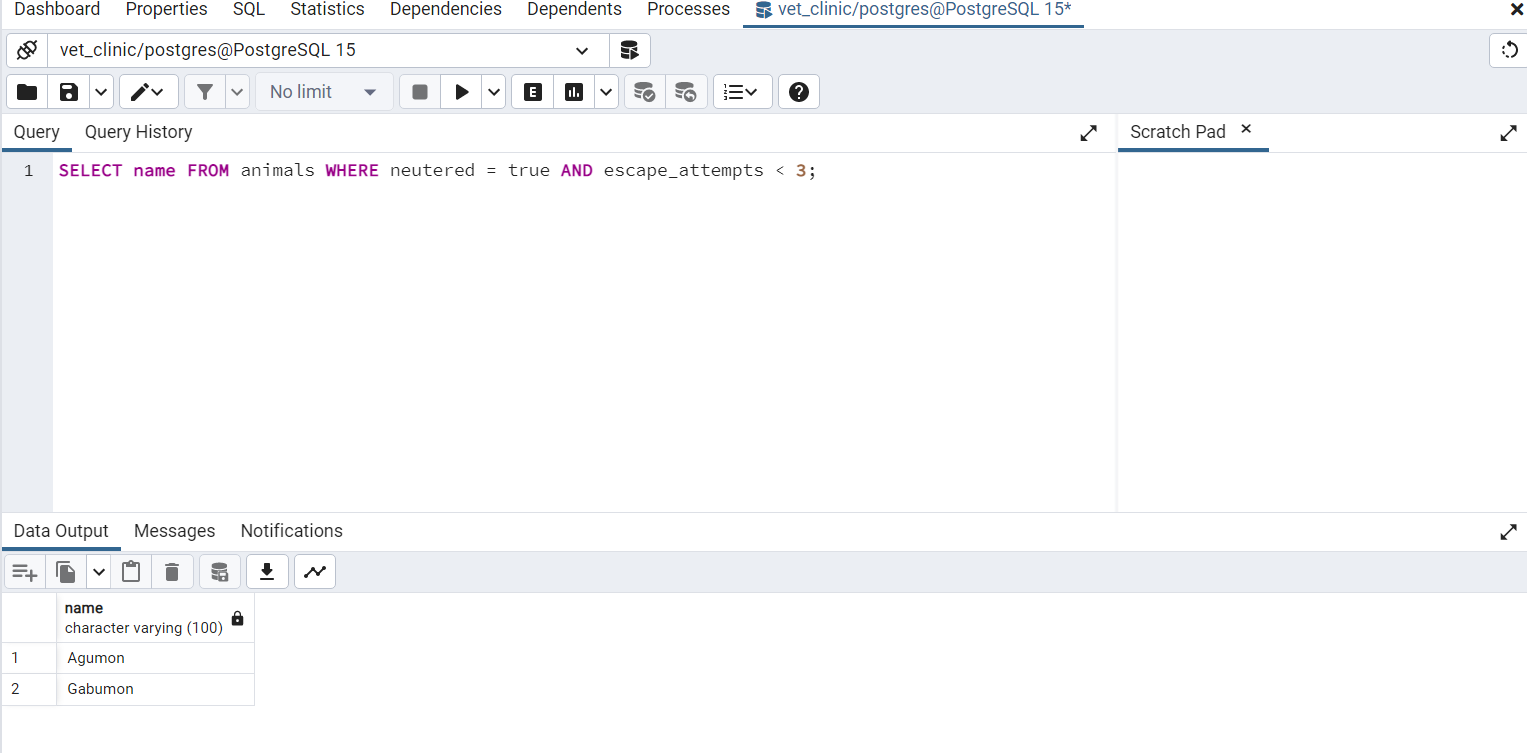 Dashboard Properties SQL Statistics Dependencies Dependents Processes vet_clinic/postgres@PostgreSQL 15*
vet_clinic/postgres@PostgreSQL 15
No limit E
Query Query History Scratch Pad
1 SELECT name FROM animals WHERE neutered = true AND escape_attempts < 3;
Data Output Messages Notifications
name
character varying (100)
1 Agumon
2 Gabumon